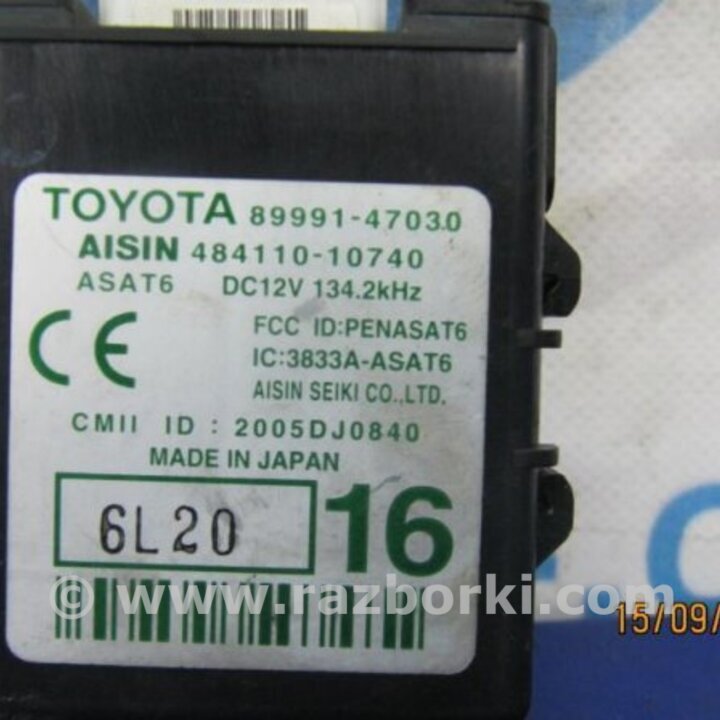 TOYOTA 89991-47030
AISIN 484110-10740
ASAT6 DC12V 134.2kHz
CE FCC ID:PENASAT6
IC:3833A-ASAT6
AISIN SEIKI CO.,LTD.
CMII ID : 2005DJ0840
MADE IN JAPAN
6L20 16
© www.razborki.com
15/09/